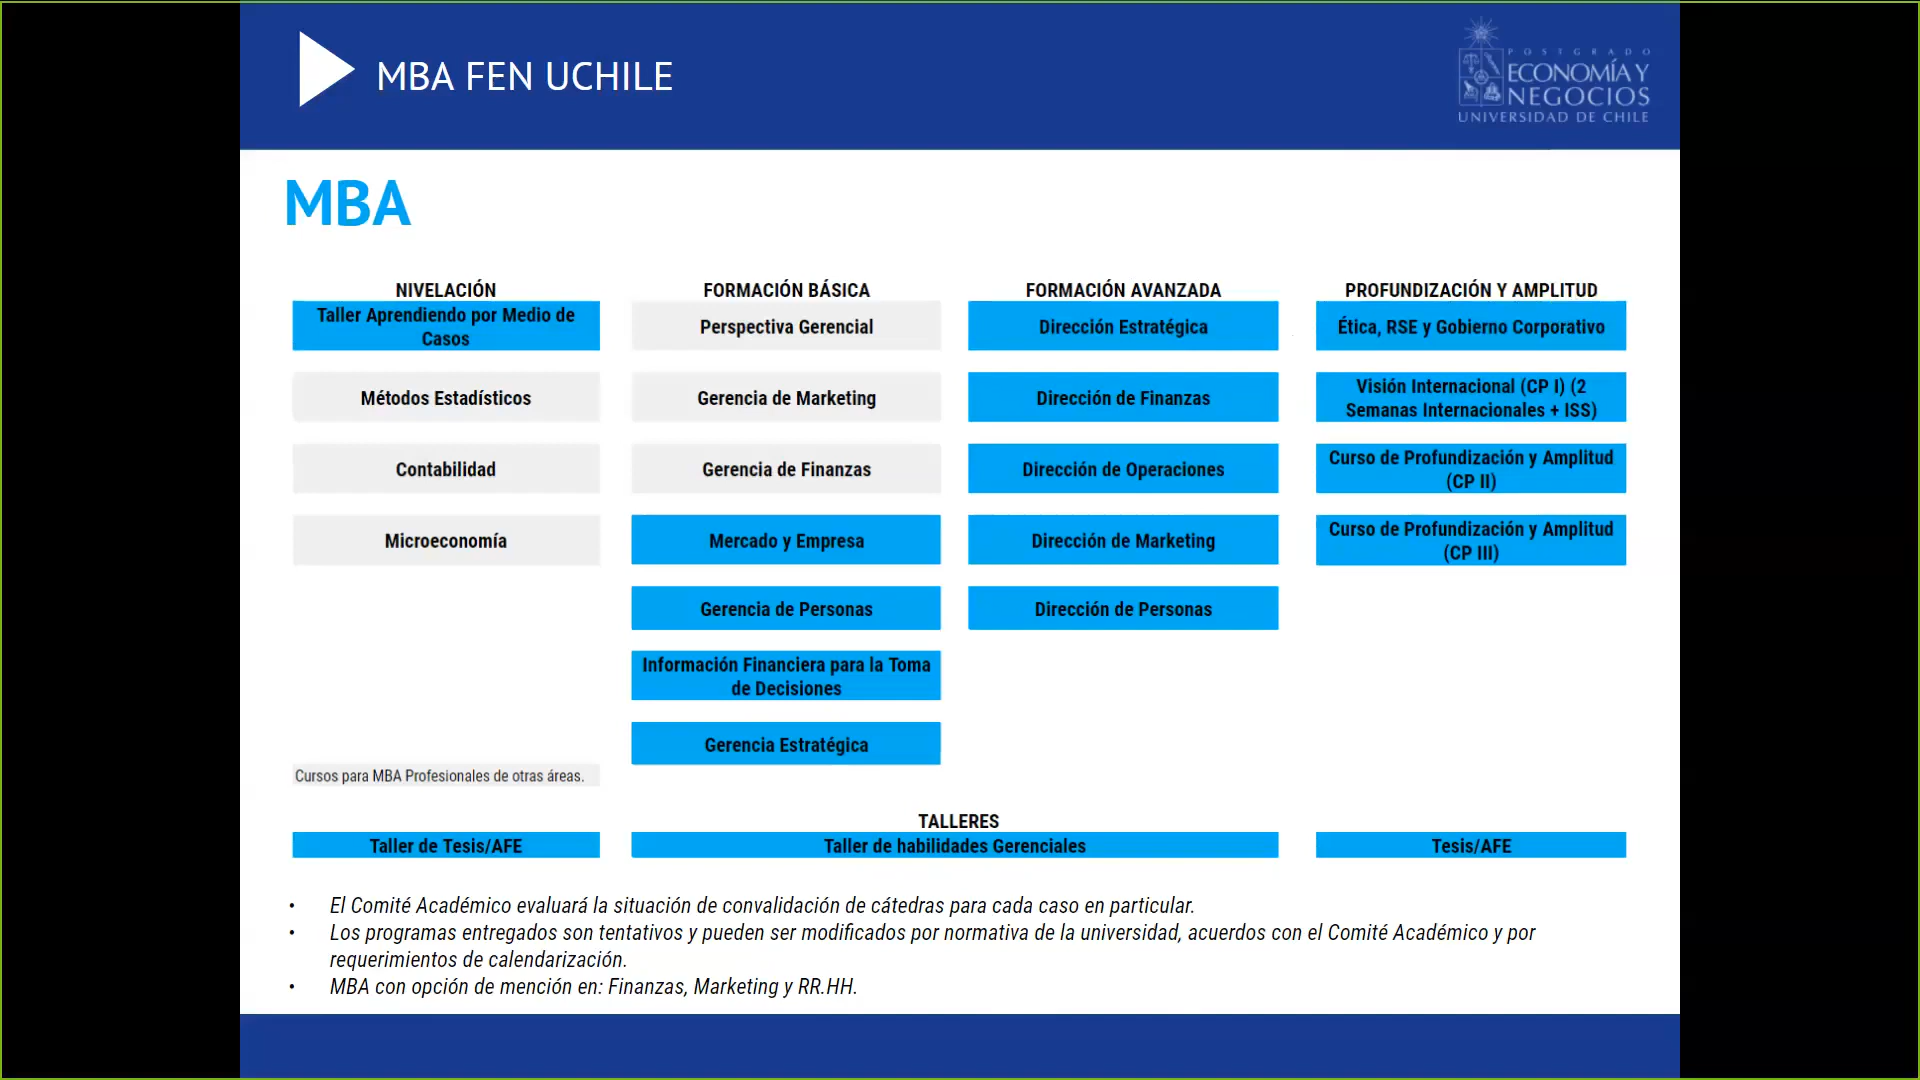 MBA FEN UCHILE
POSTGRADO
ECONOMÍA Y
NEGOCIOS
UNIVERSIDAD DE CHILE
MBA
NIVELACIÓN
Taller Aprendiendo por Medio de
Casos
Métodos Estadísticos
Contabilidad
Microeconomía
Cursos para MBA Profesionales de otras áreas.
FORMACIÓN BÁSICA
Perspectiva Gerencial
Gerencia de Marketing
Gerencia de Finanzas
Mercado y Empresa
Gerencia de Personas
Información Financiera para la Toma
de Decisiones
Gerencia Estratégica
FORMACIÓN AVANZADA
Dirección Estratégica
Dirección de Finanzas
Dirección de Operaciones
Dirección de Marketing
Dirección de Personas
PROFUNDIZACIÓN Y AMPLITUD
Ética, RSE y Gobierno Corporativo
Visión Internacional (CP I) (2
Semanas Internacionales + ISS)
Curso de Profundización y Amplitud
(CP II)
Curso de Profundización y Amplitud
(CP III)
TALLERES
Taller de Tesis/AFE
Taller de habilidades Gerenciales
Tesis/AFE
• El Comité Académico evaluará la situación de convalidación de cátedras para cada caso en particular.
• Los programas entregados son tentativos y pueden ser modificados por normativa de la universidad, acuerdos con el Comité Académico y por
requerimientos de calendarización.
• MBA con opción de mención en: Finanzas, Marketing y RR.HH.